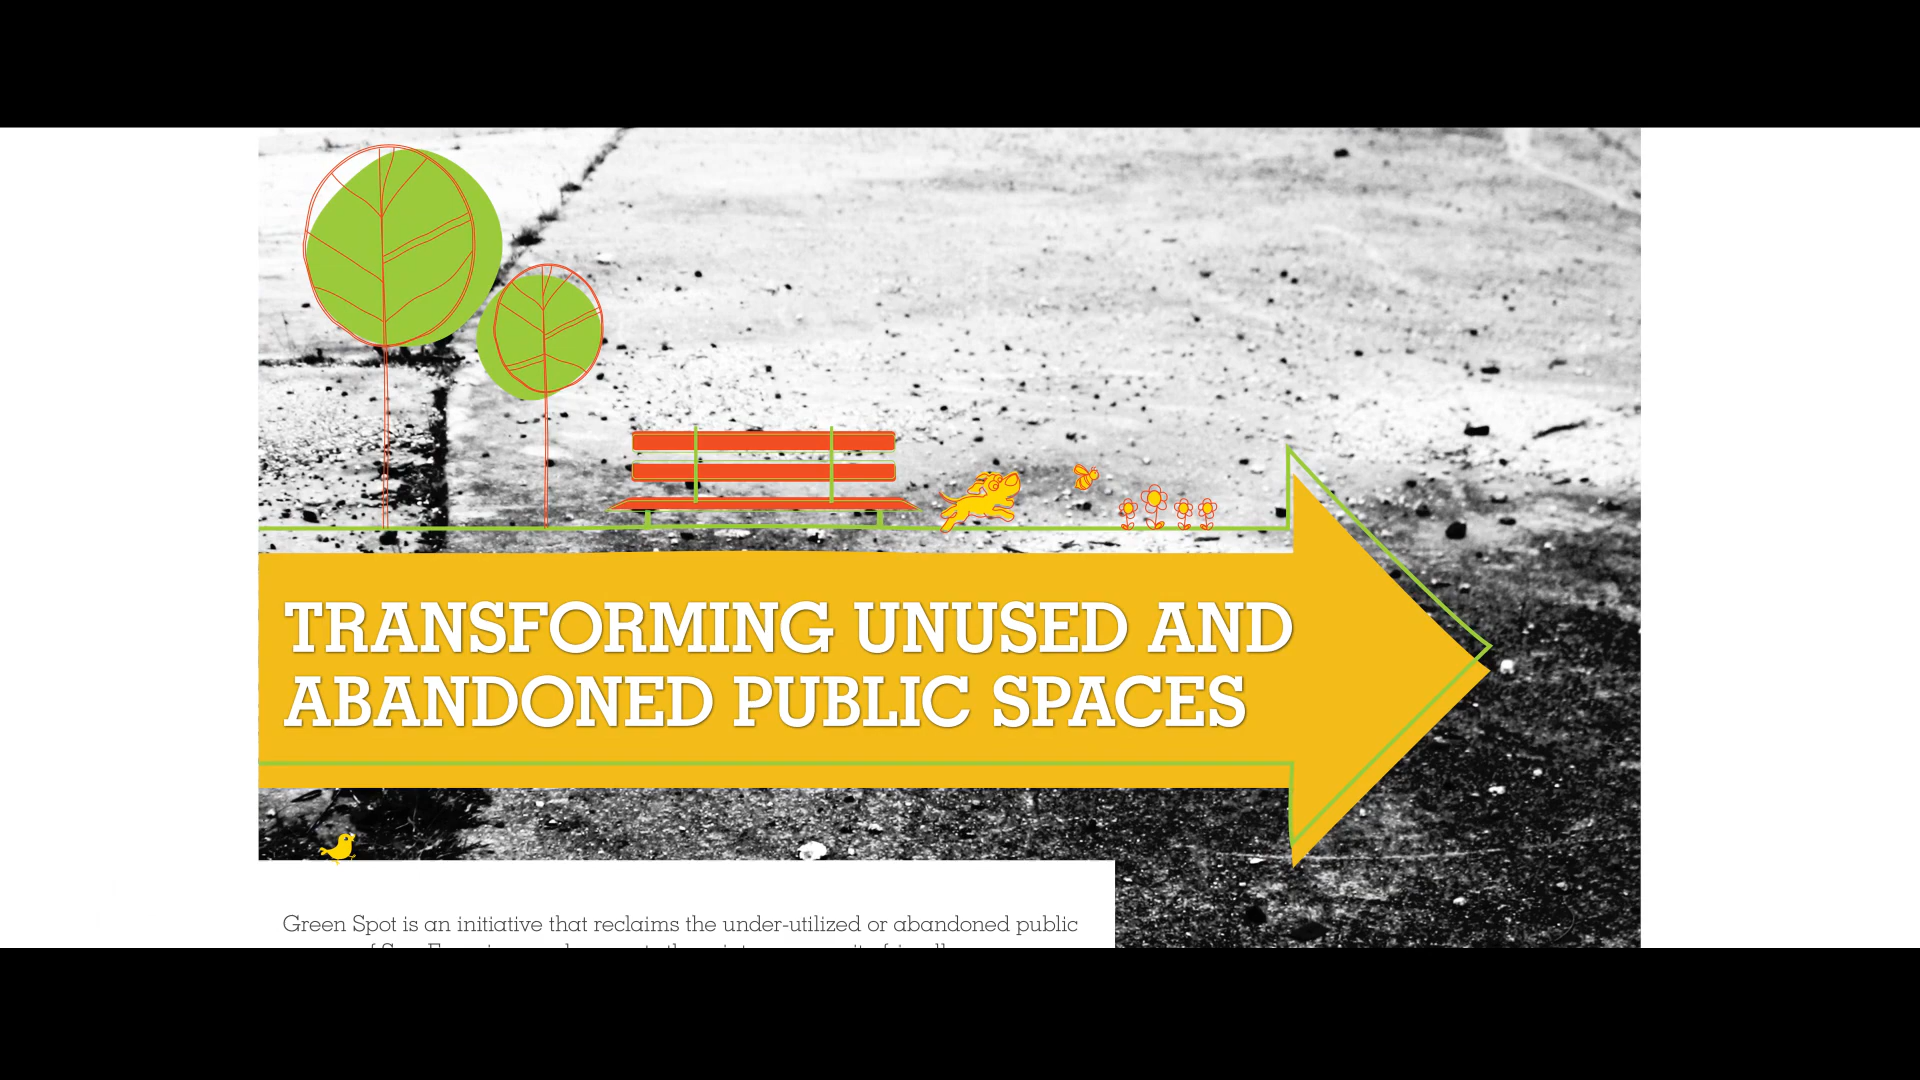 TRANSFORMING UNUSED AND
ABANDONED PUBLIC SPACES
Green Spot is an initiative that reclaims the under-utilized or abandoned public